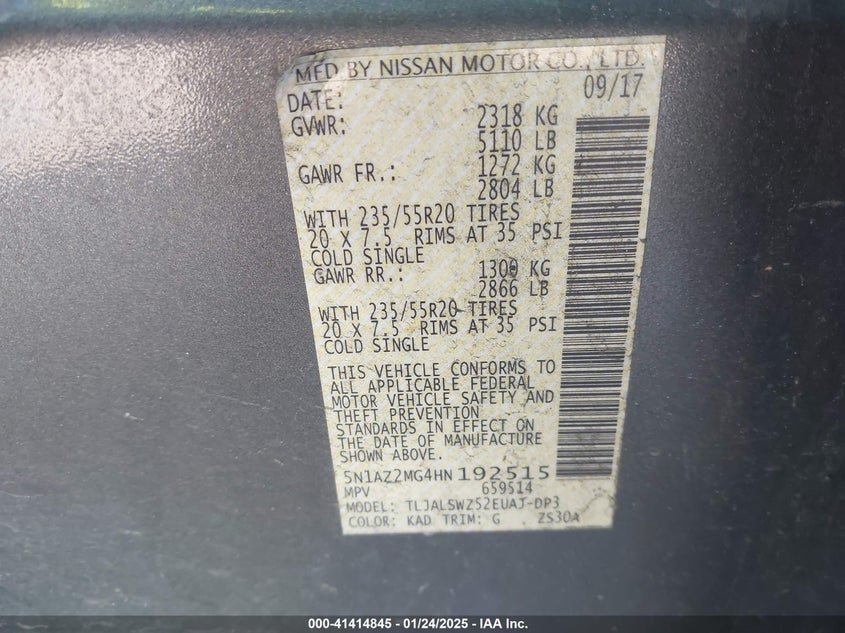 MFD BY NISSAN MOTOR CO., LTD.
DATE: 09/17
GVWR: 2318 KG
5110 LB
GAWR FR.: 1272 KG
2804 LB
WITH 235/55R20 TIRES
20 X 7.5 RIMS AT 35 PSI
COLD SINGLE
GAWR RR.: 1300 KG
2866 LB
WITH 235/55R20 TIRES
20 X 7.5 RIMS AT 35 PSI
COLD SINGLE
THIS VEHICLE CONFORMS TO
ALL APPLICABLE FEDERAL
MOTOR VEHICLE SAFETY AND
THEFT PREVENTION
STANDARDS IN EFFECT ON
THE DATE OF MANUFACTURE
SHOWN ABOVE.
5N1AZ2MG4HN192515
MPV 659514
MODEL: TLJALSWZ52EUAJ-DP3
COLOR: KAD TRIM: G ZS30A
000-41414845 - 01/24/2025 - IAA Inc.